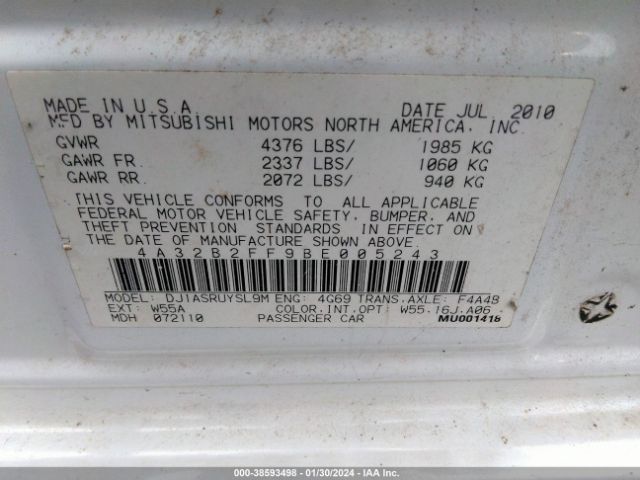 MADE IN U.S.A. DATE JUL 2010
MFD BY MITSUBISHI MOTORS NORTH AMERICA, INC
GVWR 4376 LBS/ 1985 KG
GAWR FR. 2337 LBS/ 1060 KG
GAWR RR. 2072 LBS/ 940 KG
THIS VEHICLE CONFORMS TO ALL APPLICABLE
FEDERAL MOTOR VEHICLE SAFETY, BUMPER, AND
THEFT PREVENTION STANDARDS IN EFFECT ON
THE DATE OF MANUFACTURE SHOWN ABOVE.
4A32B2FF9BE005243
MODEL: DJ1ASRUYSL9M ENG: 4G69 TRANS.AXLE: F4A4B
EXT: W55A COLOR.INT.OPT: W55.16J.A06
MDH 072110 PASSENGER CAR MU001418
000-38593498 - 01/30/2024 - IAA Inc.